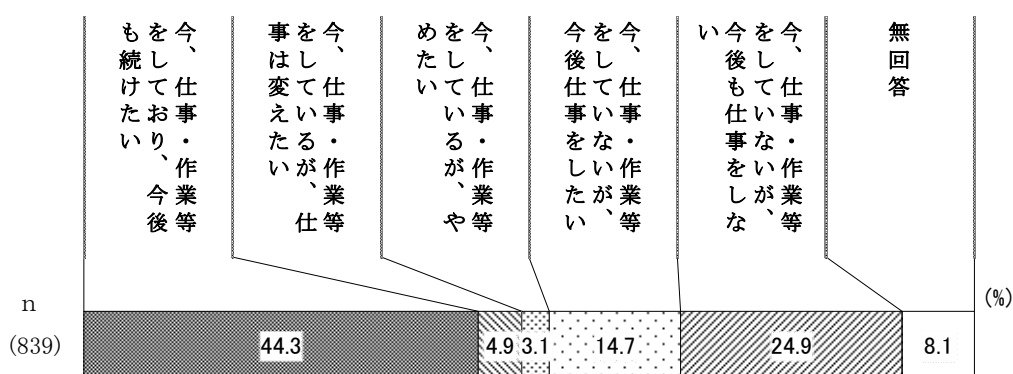 今、仕事・作業等
をしており、今後
も続けたい
今、仕事・作業等
をしているが、仕
事は変えたい
今、仕事・作業等
をしているが、や
めたい
今、仕事・作業等
をしていないが、
今後仕事をしたい
今、仕事・作業等
をしていないが、
今後も仕事をしな
い
無回答
(%)
n
(839)
44.3
4.9
3.1
14.7
24.9
8.1